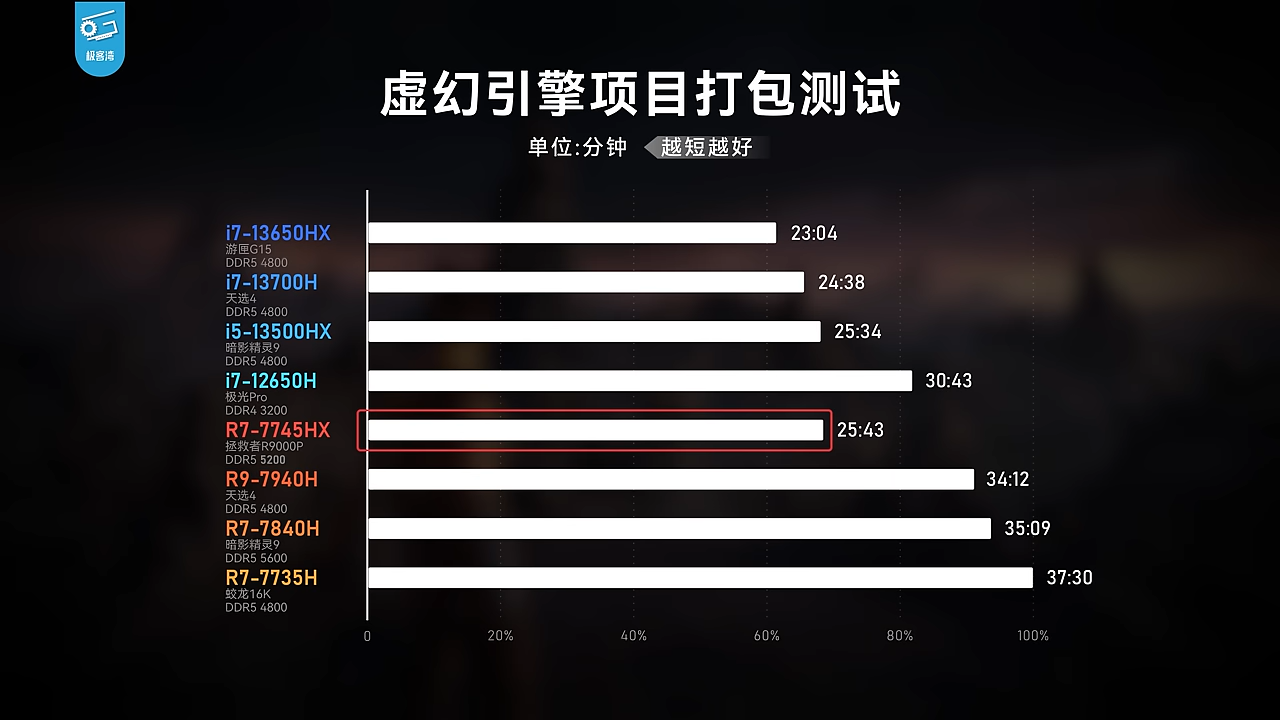 极客湾
虚幻引擎项目打包测试
单位:分钟 越短越好
i7-13650HX 23:04
游匣G15
DDR5 4800
i7-13700H 24:38
天选4
DDR5 4800
i5-13500HX 25:34
暗影精灵9
DDR5 4800
i7-12650H 30:43
极光Pro
DDR4 3200
R7-7745HX 25:43
拯救者R9000P
DDR5 5200
R9-7940H 34:12
天选4
DDR5 4800
R7-7840H 35:09
暗影精灵9
DDR5 5600
R7-7735H 37:30
蛟龙16K
DDR5 4800
0 20% 40% 60% 80% 100%